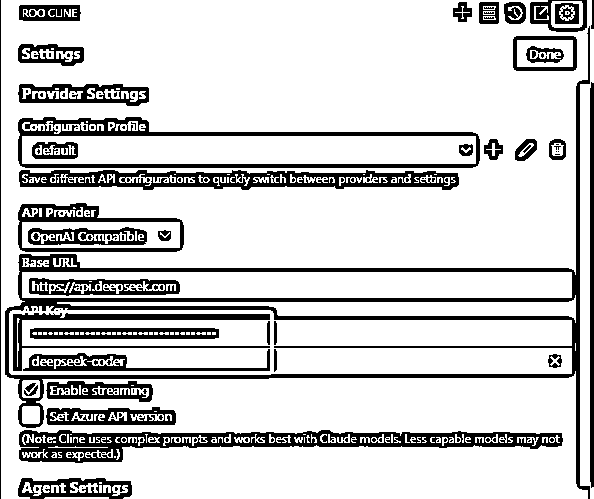 ROO CLINE
Settings
Done
Provider Settings
Configuration Profile
default
Save different API configurations to quickly switch between providers and settings
API Provider
OpenAI Compatible
Base URL
https://api.deepseek.com
API Key
deepseek-coder
Enable streaming
Set Azure API version
(Note: Cline uses complex prompts and works best with Claude models. Less capable models may not
work as expected.)
Agent Settings